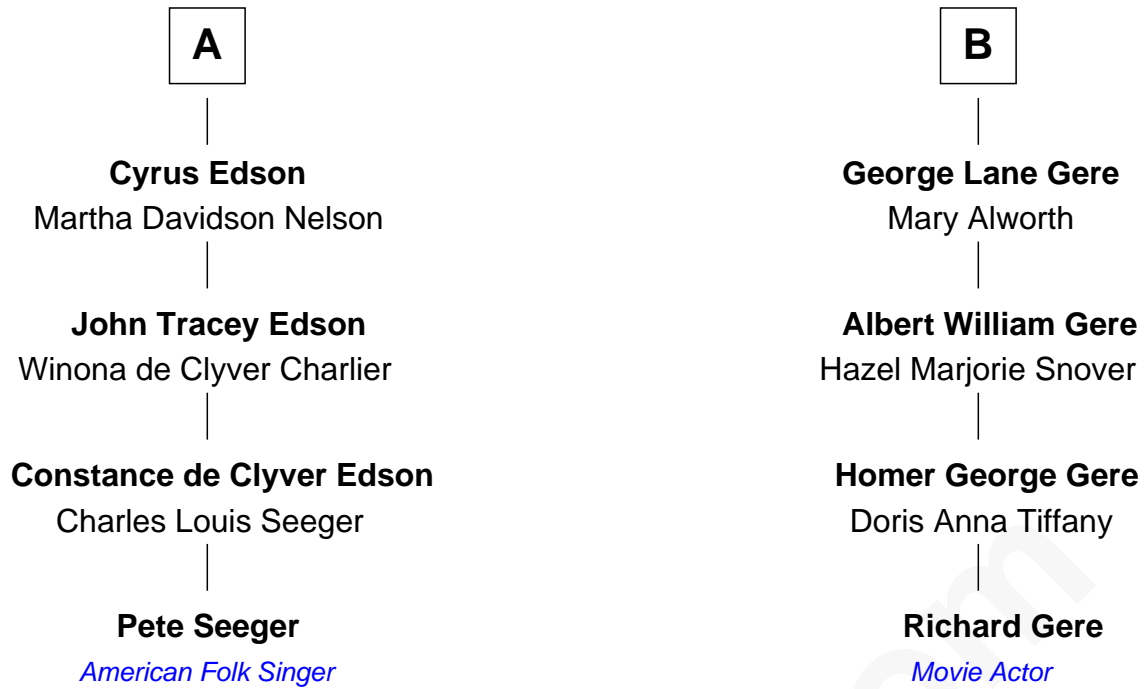 A
Cyrus Edson
Martha Davidson Nelson
John Tracey Edson
Winona de Clyver Charlier
Constance de Clyver Edson
Charles Louis Seeger
Pete Seeger
American Folk Singer
B
George Lane Gere
Mary Alworth
Albert William Gere
Hazel Marjorie Snover
Homer George Gere
Doris Anna Tiffany
Richard Gere
Movie Actor